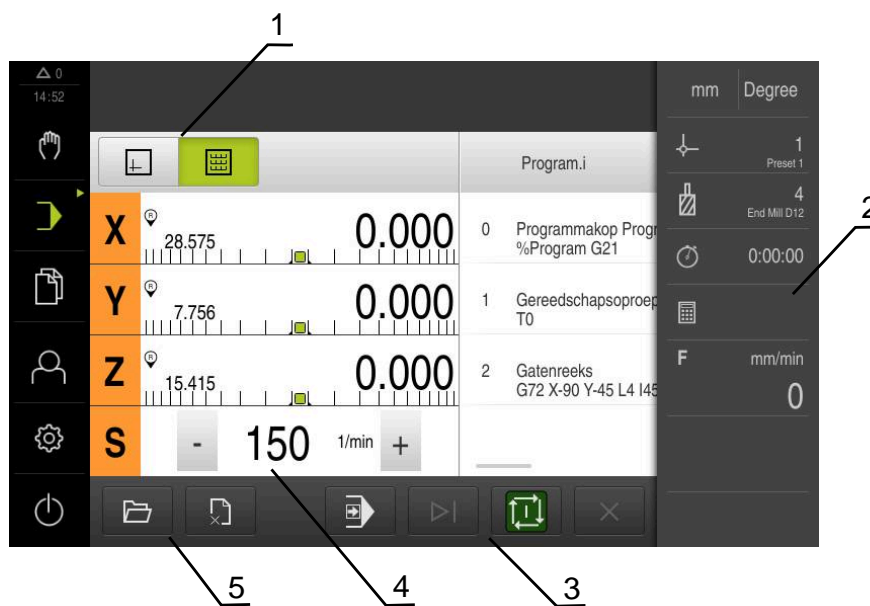 1
0
14:52
mm Degree
1
Preset 1
Program.i
4
End Mill D12
2
X R 28.575 0.000
0 Programmakop Progr
%Program G21
0:00:00
Y R 7.756 0.000
1 Gereedschapsoproep
T0
Z R 15.415 0.000
2 Gatenreeks
G72 X-90 Y-45 L4 I45
F mm/min
0
S - 150 1/min +
5 4 3